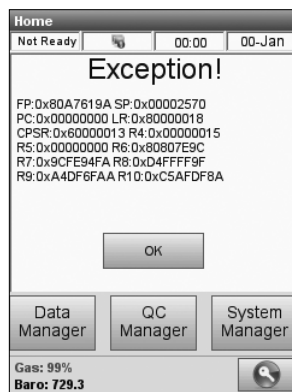 Home
Not Ready 00:00 00-Jan
Exception!
FP:0x80A7619A SP:0x00002570
PC:0x00000000 LR:0x80000018
CPSR:0x60000013 R4:0x00000015
R5:0x00000000 R6:0x80807E9C
R7:0x9CFE94FA R8:0xD4FFFF9F
R9:0xA4DF6FAA R10:0xC5AFDF8A
OK
Data Manager
QC Manager
System Manager
Gas: 99%
Baro: 729.3